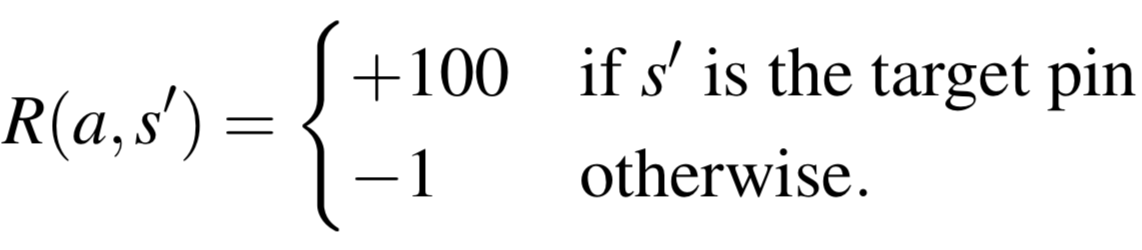 +100 if s′ is the target pin
R(a, s′) = {
−1 otherwise.